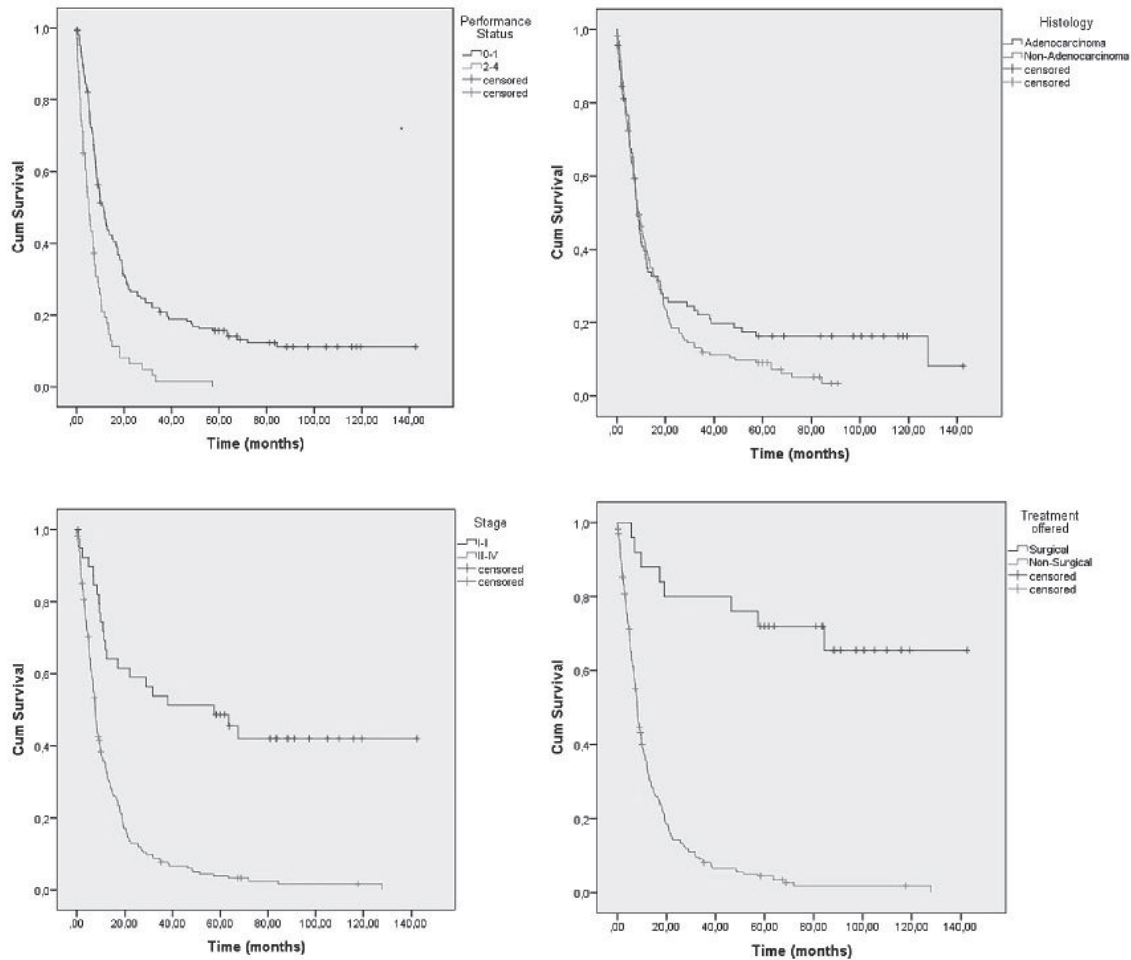 Performance
Status
0-1
2-4
censored
censored
1,0
0,8
0,6
0,4
0,2
0,0
Cum Survival
,00 20,00 40,00 60,00 80,00 100,00 120,00 140,00
Time (months)
Histology
Adenocarcinoma
Non-Adenocarcinoma
censored
censored
1,0
0,8
0,6
0,4
0,2
0,0
Cum Survival
,00 20,00 40,00 60,00 80,00 100,00 120,00 140,00
Time (months)
Stage
I-II
III-IV
censored
censored
1,0
0,8
0,6
0,4
0,2
0,0
Cum Survival
,00 20,00 40,00 60,00 80,00 100,00 120,00 140,00
Time (months)
Treatment
offered
Surgical
Non-Surgical
censored
censored
1,0
0,8
0,6
0,4
0,2
0,0
Cum Survival
,00 20,00 40,00 60,00 80,00 100,00 120,00 140,00
Time (months)